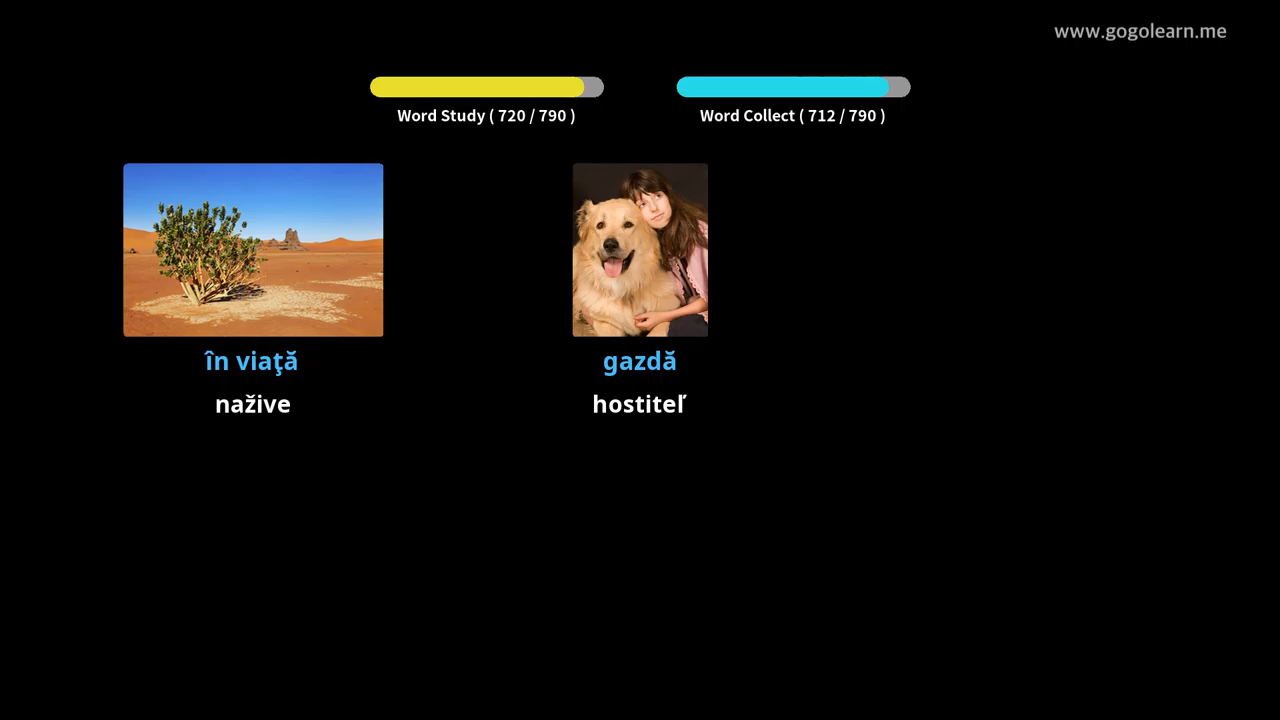 www.gogolearn.me
Word Study ( 720 / 790 )
Word Collect ( 712 / 790 )
în viaţă
gazdă
nažive
hostiteľ